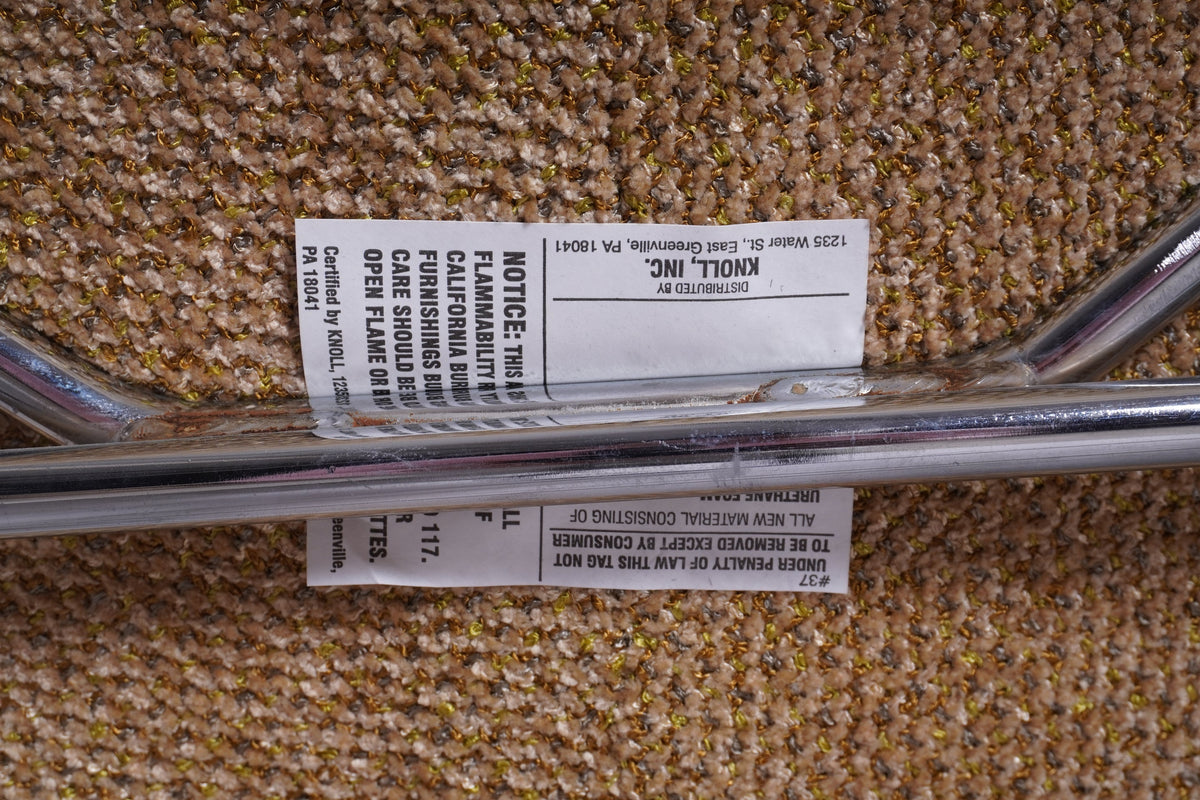 #37
UNDER PENALTY OF LAW THIS TAG NOT
TO BE REMOVED EXCEPT BY CONSUMER
ALL NEW MATERIAL CONSISTING OF
URETHANE FOAM
DISTRIBUTED BY
KNOLL, INC.
1235 Water St., East Greenville, PA 18041
NOTICE: THIS
FLAMMABILITY
CALIFORNIA
FURNISHINGS 117.
CARE SHOULD BE
OPEN FLAME OR
Certified by KNOLL,
PA 18041